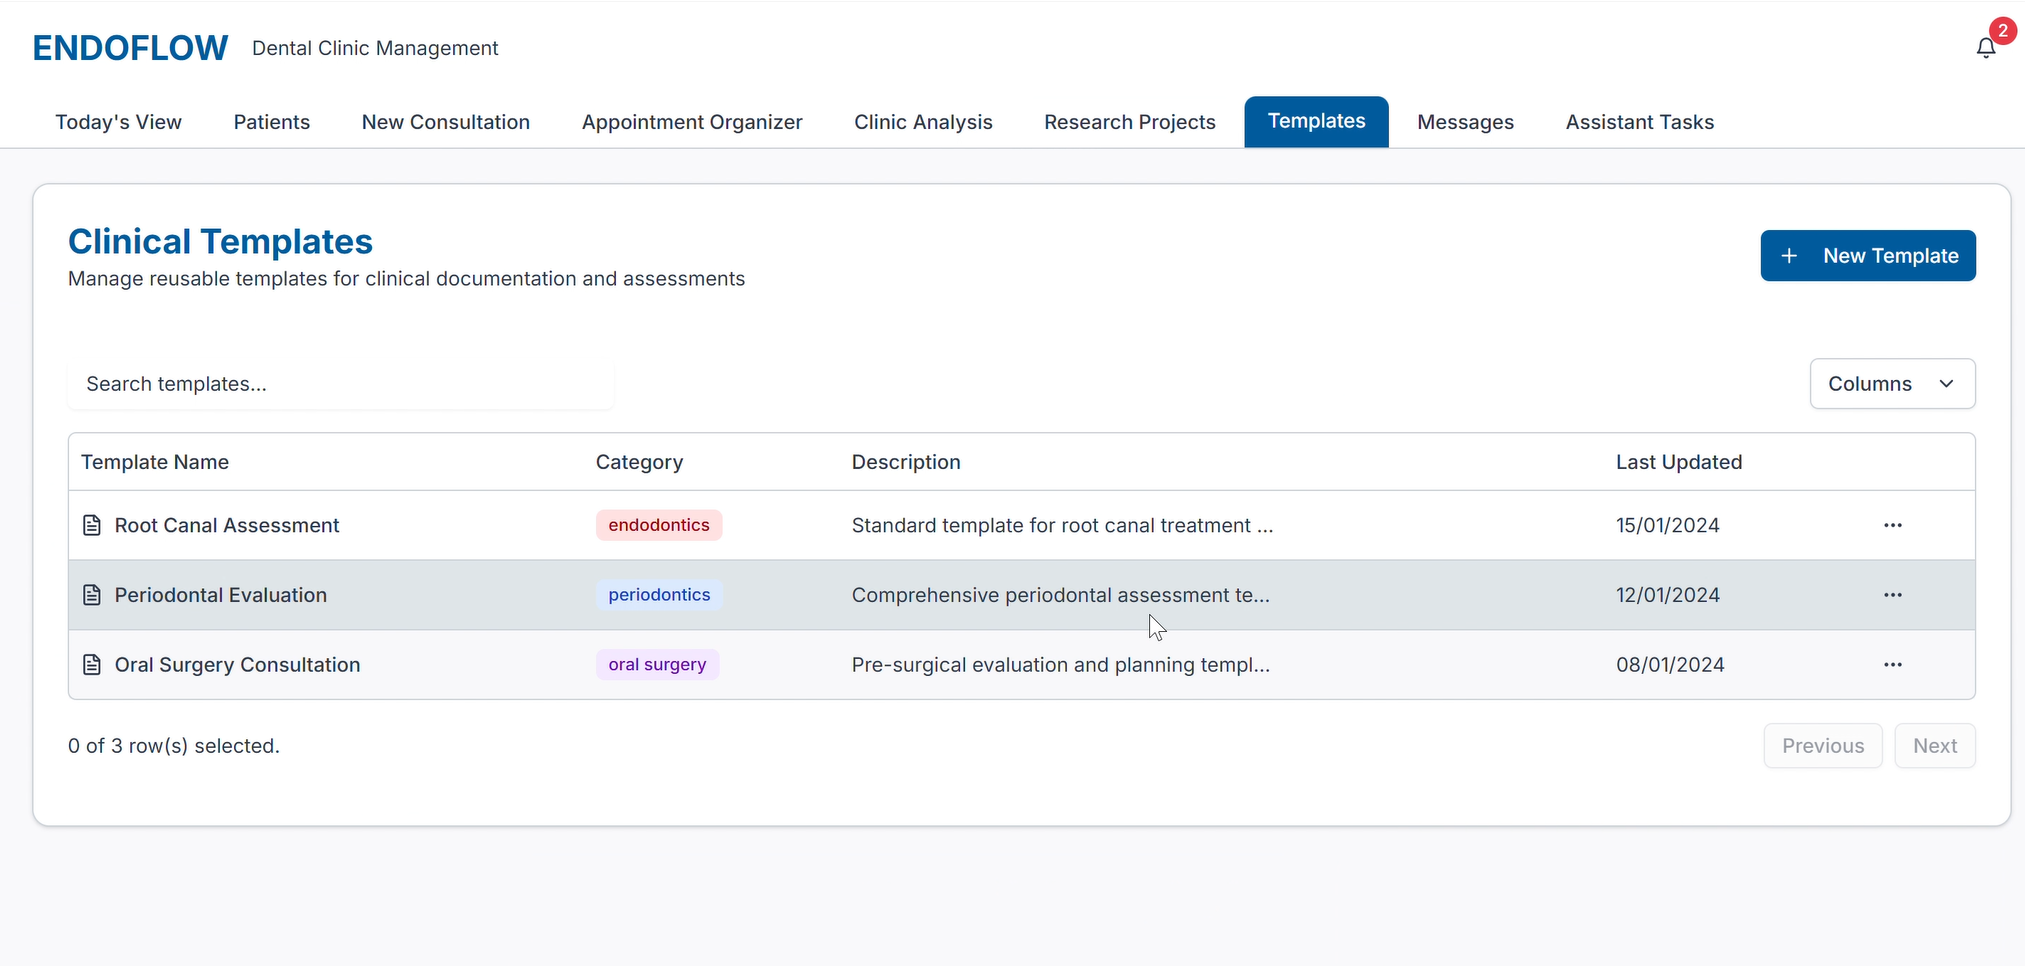 ENDOFLOW Dental Clinic Management
2
Today's View Patients New Consultation Appointment Organizer Clinic Analysis Research Projects Templates Messages Assistant Tasks
Clinical Templates
Manage reusable templates for clinical documentation and assessments
+ New Template
Search templates...
Columns
Template Name Category Description Last Updated
Root Canal Assessment endodontics Standard template for root canal treatment ... 15/01/2024 ...
Periodontal Evaluation periodontics Comprehensive periodontal assessment te... 12/01/2024 ...
Oral Surgery Consultation oral surgery Pre-surgical evaluation and planning templ... 08/01/2024 ...
0 of 3 row(s) selected.
Previous Next